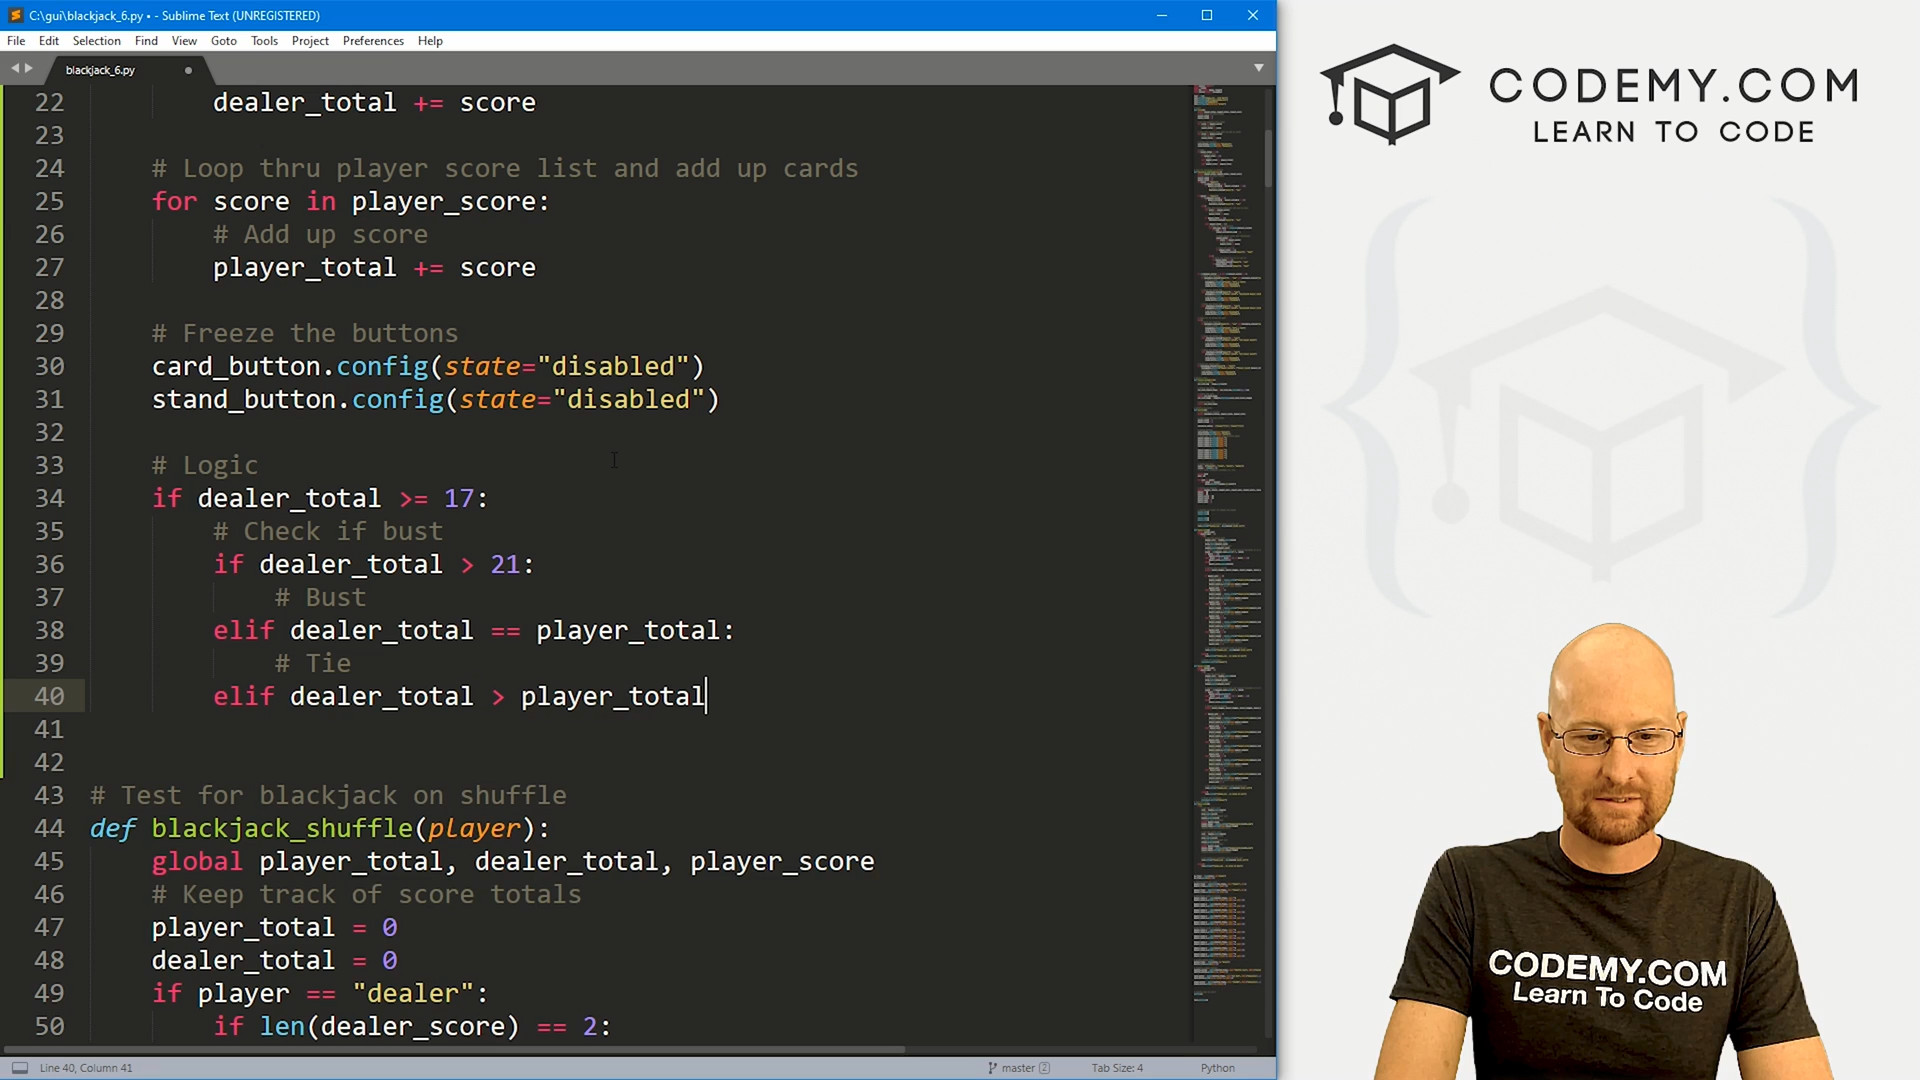 C:\gui\blackjack_6.py • - Sublime Text (UNREGISTERED)
File Edit Selection Find View Goto Tools Project Preferences Help
blackjack_6.py
22 dealer_total += score
23
24 # Loop thru player score list and add up cards
25 for score in player_score:
26 # Add up score
27 player_total += score
28
29 # Freeze the buttons
30 card_button.config(state="disabled")
31 stand_button.config(state="disabled")
32
33 # Logic
34 if dealer_total >= 17:
35 # Check if bust
36 if dealer_total > 21:
37 # Bust
38 elif dealer_total == player_total:
39 # Tie
40 elif dealer_total > player_total
41
42
43 # Test for blackjack on shuffle
44 def blackjack_shuffle(player):
45 global player_total, dealer_total, player_score
46 # Keep track of score totals
47 player_total = 0
48 dealer_total = 0
49 if player == "dealer":
50 if len(dealer_score) == 2:
Line 40, Column 41
master 2
Tab Size: 4
Python
CODEMY.COM
LEARN TO CODE
CODEMY.COM
Learn To Code